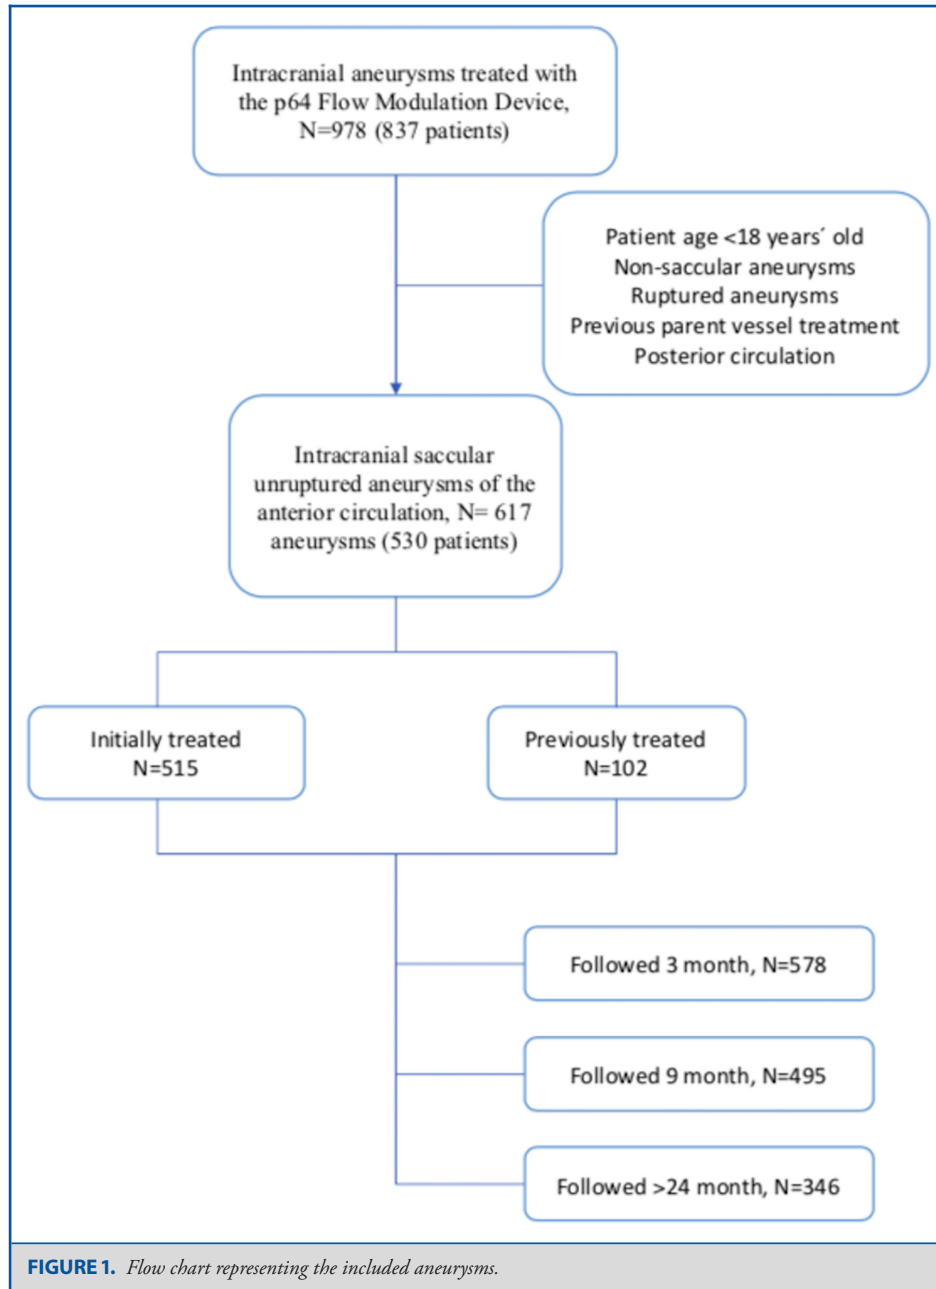 Intracranial aneurysms treated with
the p64 Flow Modulation Device,
N=978 (837 patients)
Patient age <18 years´ old
Non-saccular aneurysms
Ruptured aneurysms
Previous parent vessel treatment
Posterior circulation
Intracranial saccular
unruptured aneurysms of the
anterior circulation, N= 617
aneurysms (530 patients)
Initially treated
N=515
Previously treated
N=102
Followed 3 month, N=578
Followed 9 month, N=495
Followed >24 month, N=346
FIGURE 1. Flow chart representing the included aneurysms.